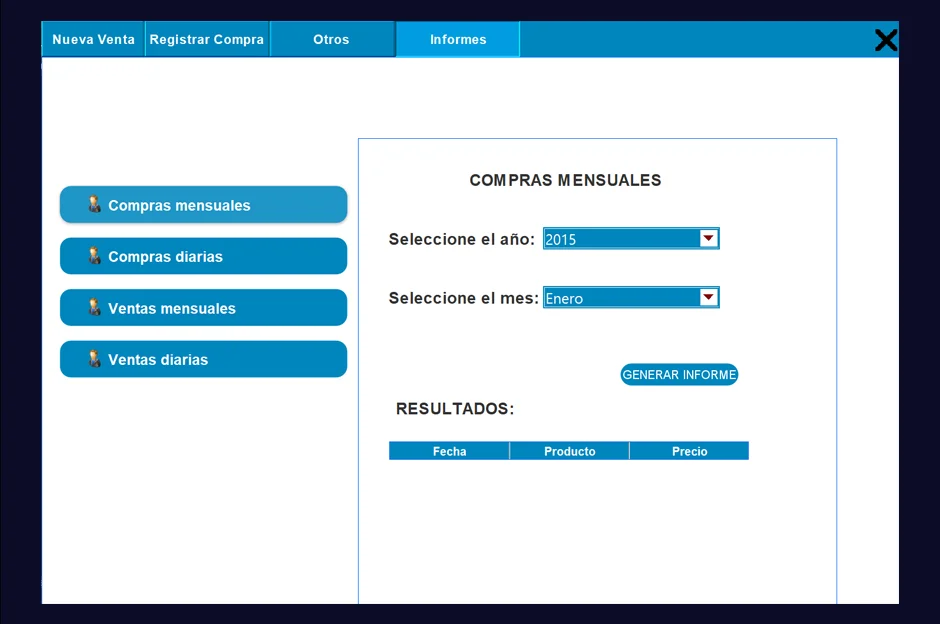 Nueva Venta Registrar Compra Otros Informes
COMPRAS MENSUALES
Compras mensuales
Compras diarias
Ventas mensuales
Ventas diarias
Seleccione el año: 2015
Seleccione el mes: Enero
GENERAR INFORME
RESULTADOS:
Fecha Producto Precio